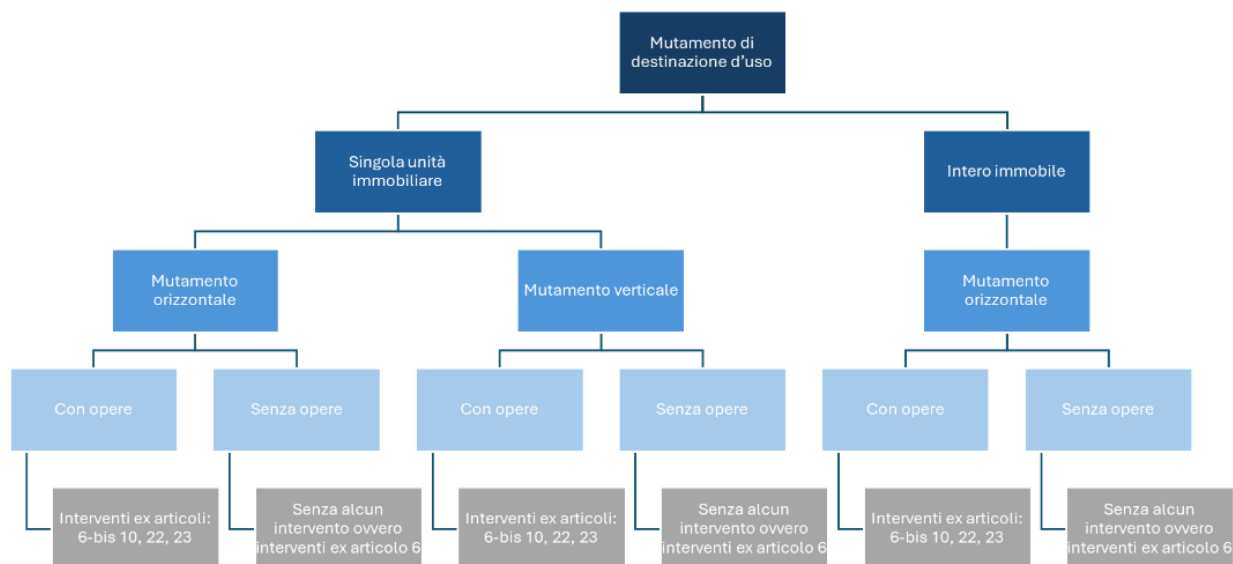 Mutamento di
destinazione d'uso
Singola unità
immobiliare
Intero immobile
Mutamento
orizzontale
Mutamento verticale
Mutamento
orizzontale
Con opere
Senza opere
Con opere
Senza opere
Con opere
Senza opere
Interventi ex articoli:
6-bis 10, 22, 23
Senza alcun
intervento ovvero
interventi ex articolo 6
Interventi ex articoli:
6-bis 10, 22, 23
Senza alcun
intervento ovvero
interventi ex articolo 6
Interventi ex articoli:
6-bis 10, 22, 23
Senza alcun
intervento ovvero
interventi ex articolo 6